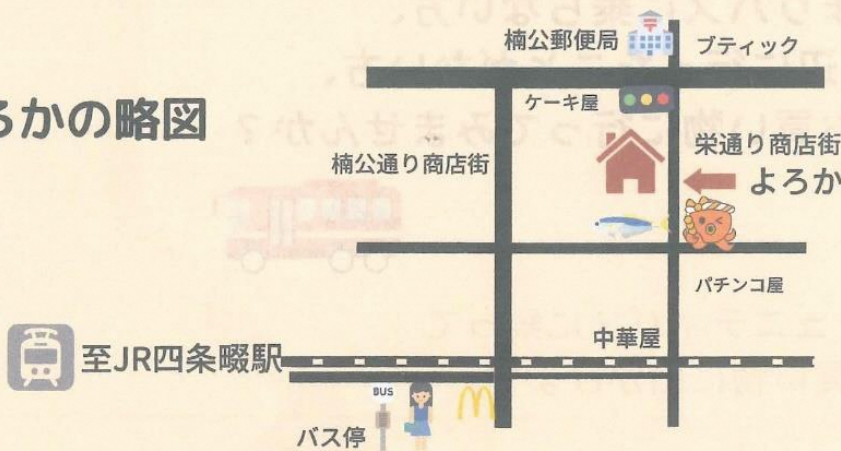 ろかの略図
楠公郵便局
ブティック
ケーキ屋
楠公通り商店街
栄通り商店街
よろか
パチンコ屋
中華屋
至JR四条畷駅
BUS
バス停